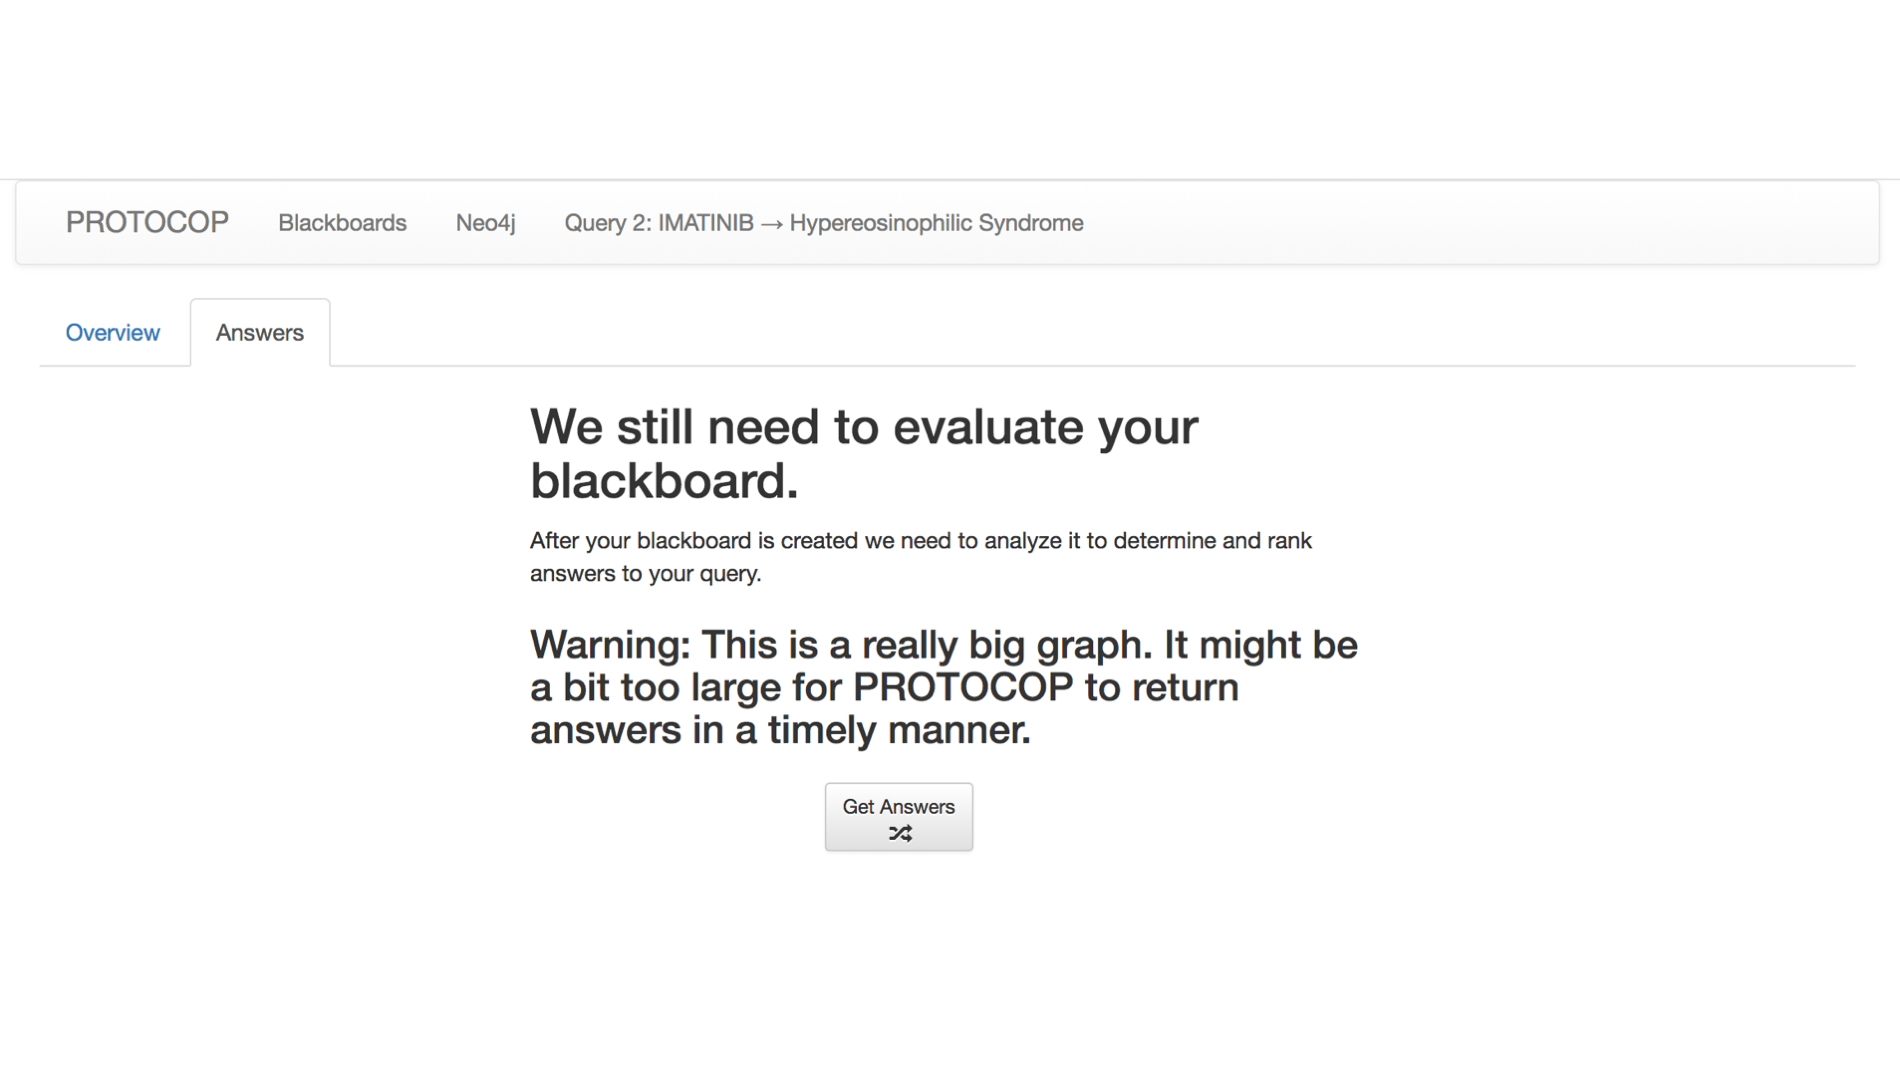 PROTOCOP Blackboards Neo4j Query 2: IMATINIB → Hypereosinophilic Syndrome
Overview Answers
We still need to evaluate your
blackboard.
After your blackboard is created we need to analyze it to determine and rank
answers to your query.
Warning: This is a really big graph. It might be
a bit too large for PROTOCOP to return
answers in a timely manner.
Get Answers